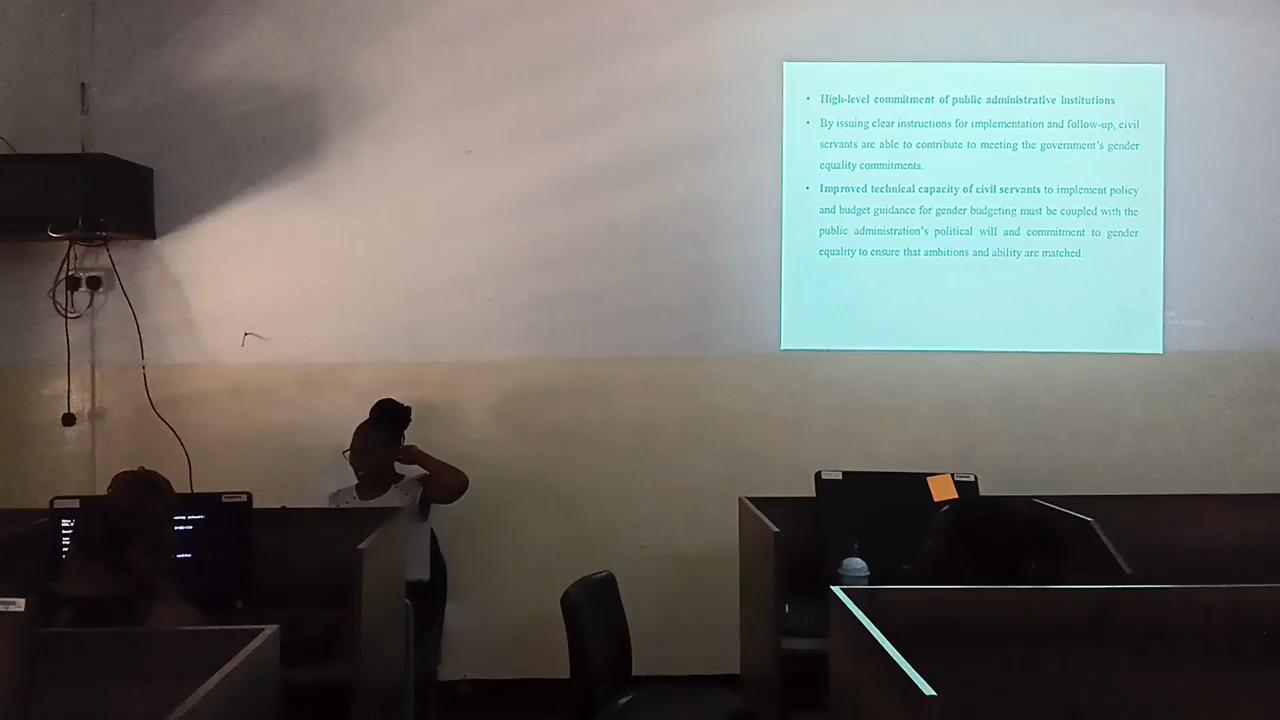 • High-level commitment of public administrative institutions
• By issuing clear instructions for implementation and follow-up, civil
servants are able to contribute to meeting the government's gender
equality commitments.
• Improved technical capacity of civil servants to implement policy
and budget guidance for gender budgeting must be coupled with the
public administration's political will and commitment to gender
equality to ensure that ambitions and ability are matched.